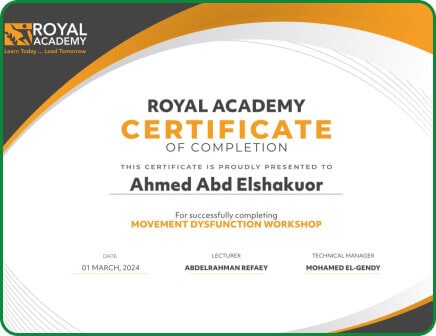 ROYAL
ACADEMY
Learn Today ... Lead Tomorrow
ROYAL ACADEMY
CERTIFICATE
OF COMPLETION
THIS CERTIFICATE IS PROUDLY PRESENTED TO
Ahmed Abd Elshakuor
For successfully completing
MOVEMENT DYSFUNCTION WORKSHOP
DATE LECTURER TECHNICAL MANAGER
01 MARCH, 2024 ABDELRAHMAN REFAEY MOHAMED EL-GENDY